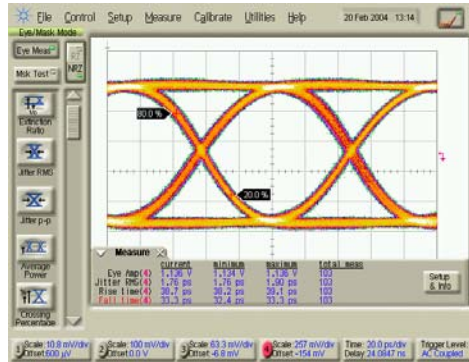 File Control Setup Measure Calibrate Utilities Help 20 Feb 2004 13:14
Eye/Mask Mode
Eye Meas
NRZ
Msk Test
Extinction Ratio
Jitter RMS
Jitter p-p
Average Power
Crossing Percentage
80.0 %
20.0 %
Measure
current minimum maximum total meas
Eye Amp(4) 1.136 V 1.134 V 1.136 V 103
Jitter RMS(4) 1.76 ps 1.76 ps 1.90 ps 103
Rise time(4) 38.7 ps 38.2 ps 39.1 ps 103
Fall time(4) 33.3 ps 32.4 ps 33.3 ps 103
Setup & Info
Scale: 10.8 mV/div
Offset: 600 µV
Scale: 100 mV/div
Offset: 0.0 V
Scale: 63.3 mV/div
Offset: -6.8 mV
Scale: 257 mV/div
Offset: -154 mV
Time: 20.0 ps/div
Delay: 24.0847 ns
Trigger Level
AC Coupled